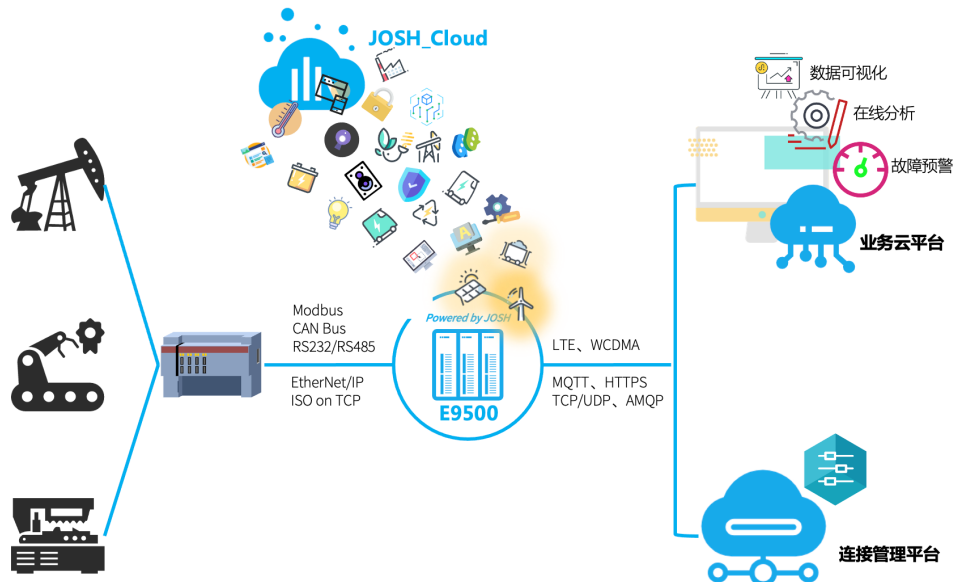 JOSH_Cloud
数据可视化
在线分析
故障预警
业务云平台
Modbus
CAN Bus
RS232/RS485
EtherNet/IP
ISO on TCP
Powered by JOSH
E9500
LTE、WCDMA
MQTT、HTTPS
TCP/UDP、AMQP
连接管理平台